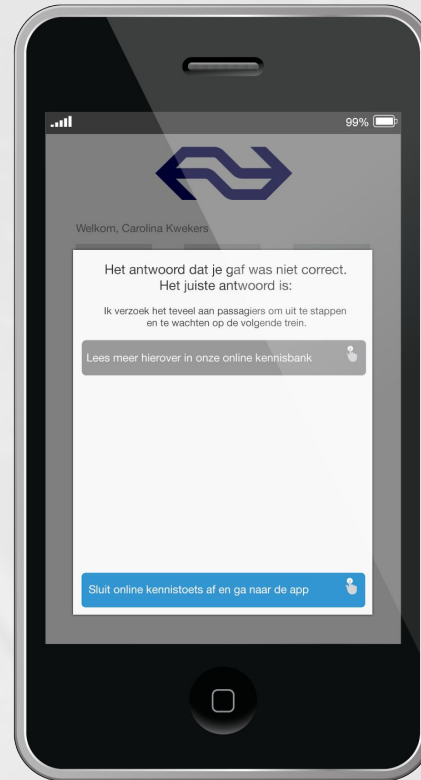 99%
Welkom, Carolina Kwekers
Het antwoord dat je gaf was niet correct.
Het juiste antwoord is:
Ik verzoek het teveel aan passagiers om uit te stappen
en te wachten op de volgende trein.
Lees meer hierover in onze online kennisbank
Sluit online kennistoets af en ga naar de app